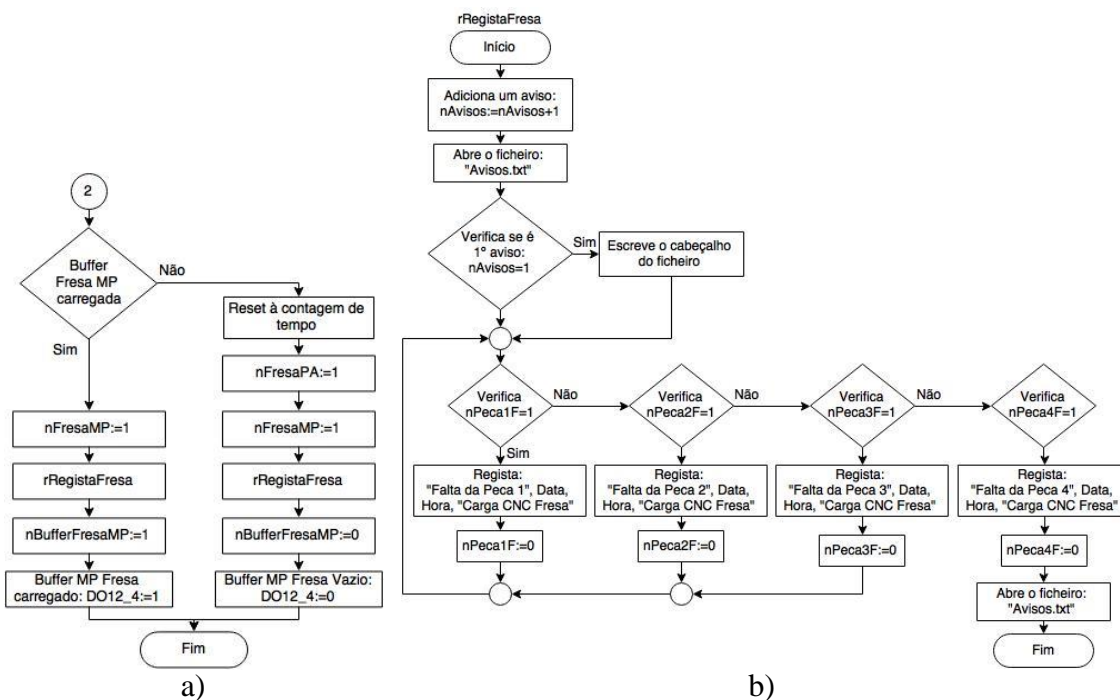 2
Buffer
Fresa MP
carregada
Não
Sim
Reset à contagem de
tempo
nFresaPA:=1
nFresaMP:=1
nFresaMP:=1
rRegistaFresa
rRegistaFresa
nBufferFresaMP:=1
nBufferFresaMP:=0
Buffer MP Fresa
carregado: DO12_4:=1
Buffer MP Fresa Vazio:
DO12_4:=0
Fim
a)
rRegistaFresa
Início
Adiciona um aviso:
nAvisos:=nAvisos+1
Abre o ficheiro:
"Avisos.txt"
Verifica se é
1º aviso:
nAvisos=1
Sim
Escreve o cabeçalho
do ficheiro
Verifica
nPeca1F=1
Não
Verifica
nPeca2F=1
Não
Verifica
nPeca3F=1
Não
Verifica
nPeca4F=1
Sim
Regista:
"Falta da Peca 1", Data,
Hora, "Carga CNC Fresa"
Regista:
"Falta da Peca 2", Data,
Hora, "Carga CNC Fresa"
Regista:
"Falta da Peca 3", Data,
Hora, "Carga CNC Fresa"
Regista:
"Falta da Peca 4", Data,
Hora, "Carga CNC Fresa"
nPeca1F:=0
nPeca2F:=0
nPeca3F:=0
nPeca4F:=0
Abre o ficheiro:
"Avisos.txt"
Fim
b)